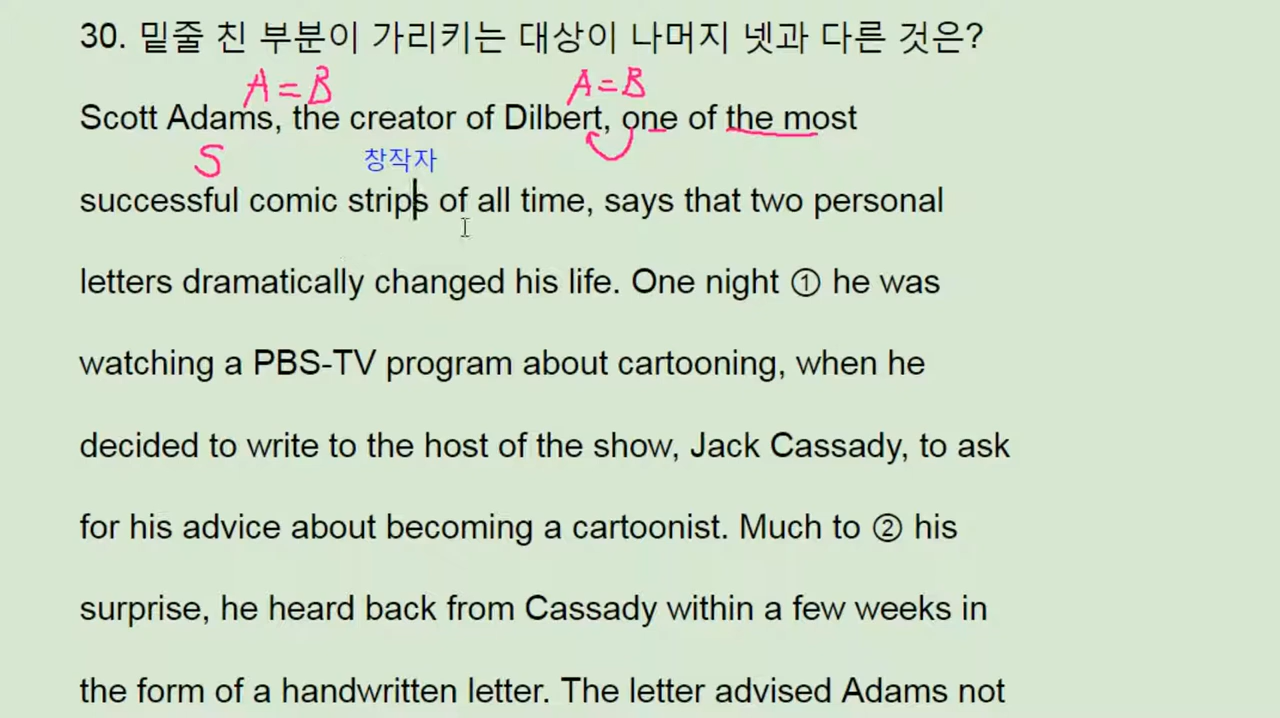 30. 밑줄 친 부분이 가리키는 대상이 나머지 넷과 다른 것은?
A = B A = B
Scott Adams, the creator of Dilbert, one of the most
S 창작자
successful comic strips of all time, says that two personal
letters dramatically changed his life. One night ① he was
watching a PBS-TV program about cartooning, when he
decided to write to the host of the show, Jack Cassady, to ask
for his advice about becoming a cartoonist. Much to ② his
surprise, he heard back from Cassady within a few weeks in
the form of a handwritten letter. The letter advised Adams not